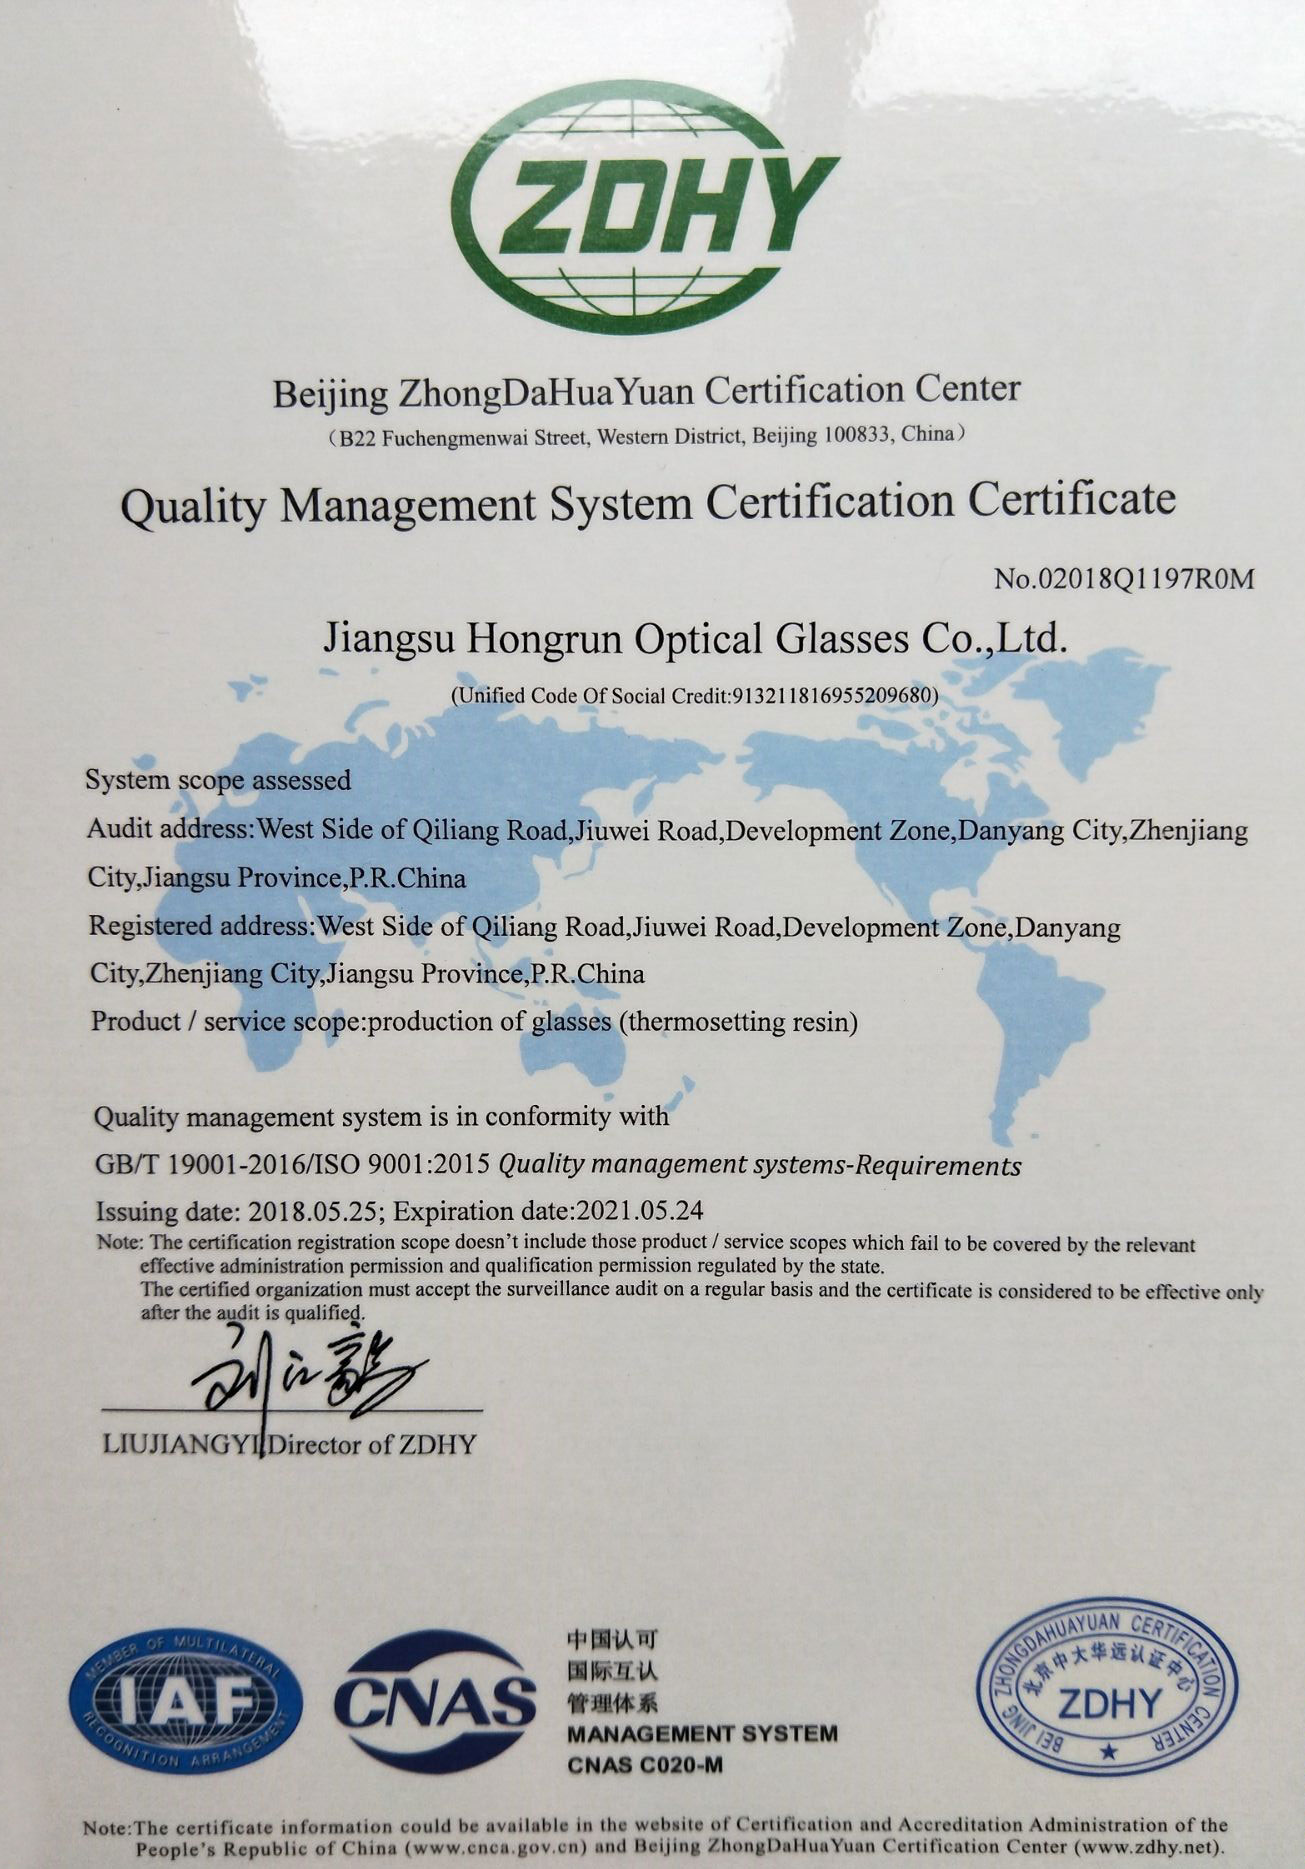 ZDHY
Beijing ZhongDaHuaYuan Certification Center
（B22 Fuchengmenwai Street, Western District, Beijing 100833, China）
Quality Management System Certification Certificate
No.02018Q1197R0M
Jiangsu Hongrun Optical Glasses Co.,Ltd.
(Unified Code Of Social Credit:913211816955209680)
System scope assessed
Audit address:West Side of Qiliang Road,Jiuwei Road,Development Zone,Danyang City,Zhenjiang
City,Jiangsu Province,P.R.China
Registered address:West Side of Qiliang Road,Jiuwei Road,Development Zone,Danyang
City,Zhenjiang City,Jiangsu Province,P.R.China
Product / service scope:production of glasses (thermosetting resin)
Quality management system is in conformity with
GB/T 19001-2016/ISO 9001:2015 Quality management systems-Requirements
Issuing date: 2018.05.25; Expiration date:2021.05.24
Note: The certification registration scope doesn't include those product / service scopes which fail to be covered by the relevant
effective administration permission and qualification permission regulated by the state.
The certified organization must accept the surveillance audit on a regular basis and the certificate is considered to be effective only
after the audit is qualified.
刘江毅
LIUJIANGYI Director of ZDHY
MEMBER OF MULTILATERAL
IAF
RECOGNITION ARRANGEMENT
CNAS
中国认可
国际互认
管理体系
MANAGEMENT SYSTEM
CNAS C020-M
BEI JING ZHONGDAHUAYUAN CERTIFICATION CENTER
北京中大华远认证中心
ZDHY
Note:The certificate information could be available in the website of Certification and Accreditation Administration of the
People's Republic of China (www.cnca.gov.cn) and Beijing ZhongDaHuaYuan Certification Center (www.zdhy.net).